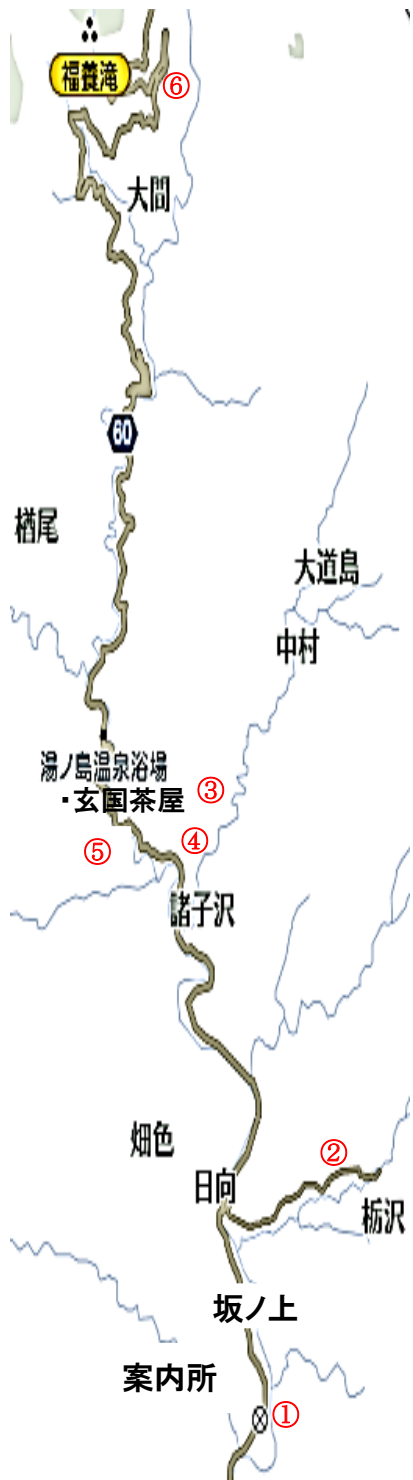 福養滝
⑥
大間
60
楢尾
大道島
中村
湯ノ島温泉浴場
・玄国茶屋
③
④
⑤
諸子沢
畑色
②
日向
栃沢
坂ノ上
案内所
①